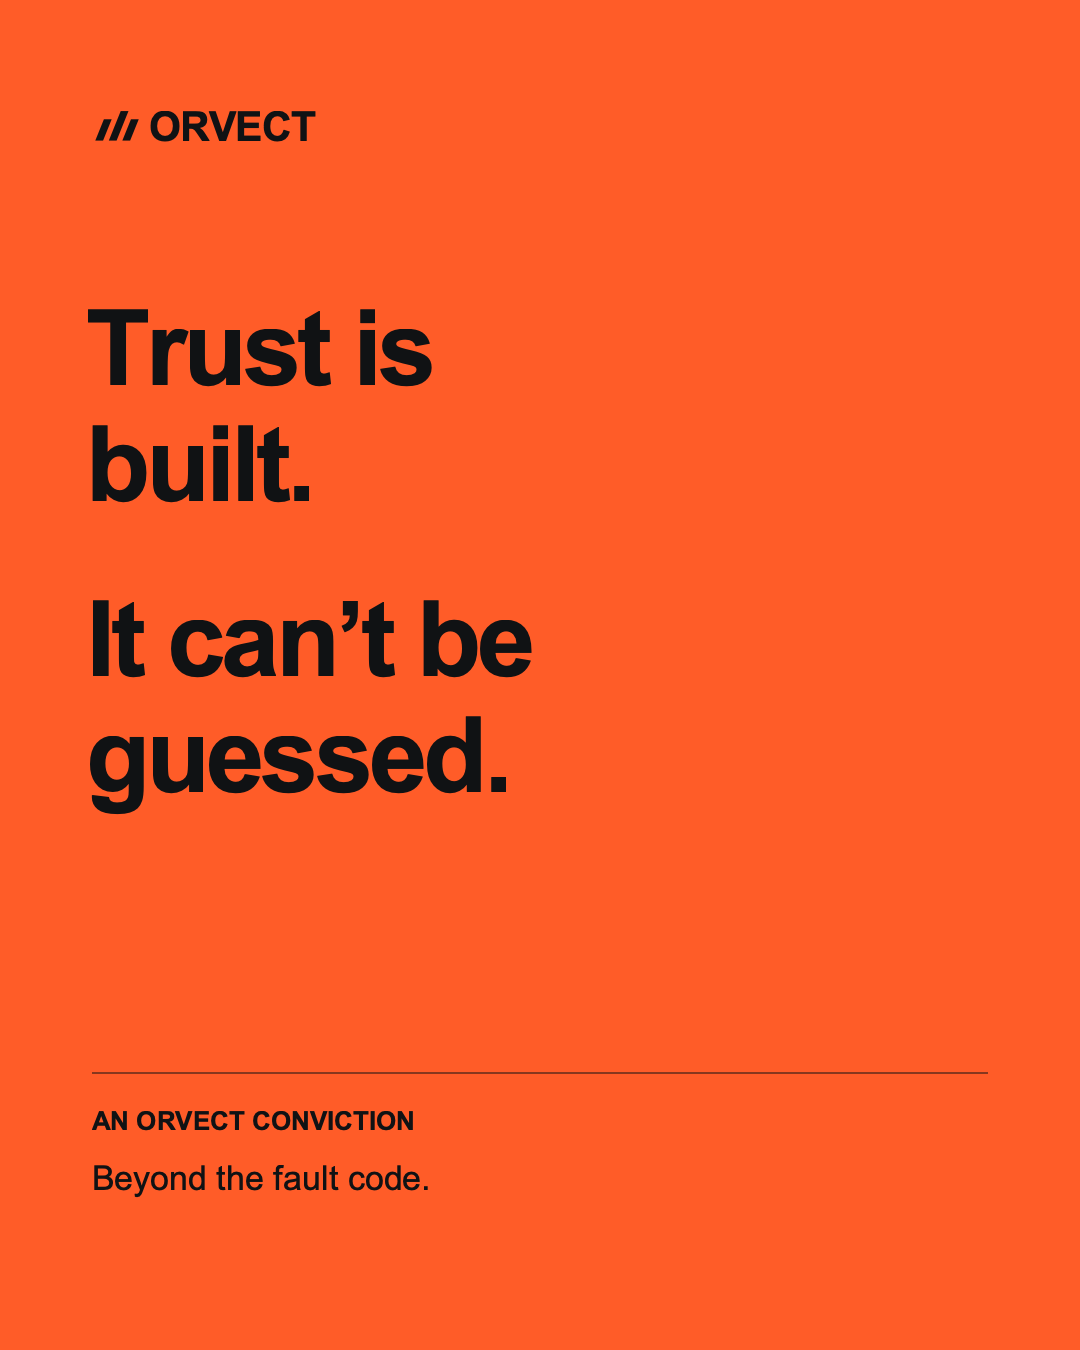 ORVECT
Trust is
built.
It can’t be
guessed.
AN ORVECT CONVICTION
Beyond the fault code.